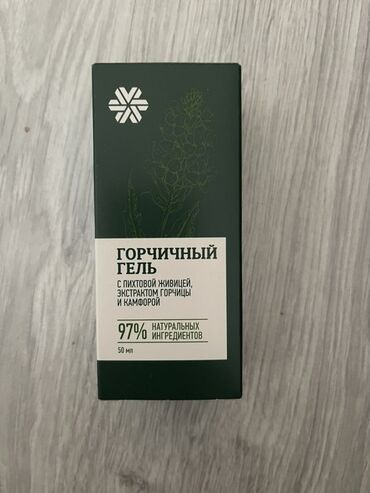 ГОРЧИЧНЫЙ
ГЕЛЬ
С ПИХТОВОЙ ЖИВИЦЕЙ,
ЭКСТРАКТОМ ГОРЧИЦЫ
И КАМФОРОЙ
97% НАТУРАЛЬНЫХ
ИНГРЕДИЕНТОВ
50 мл